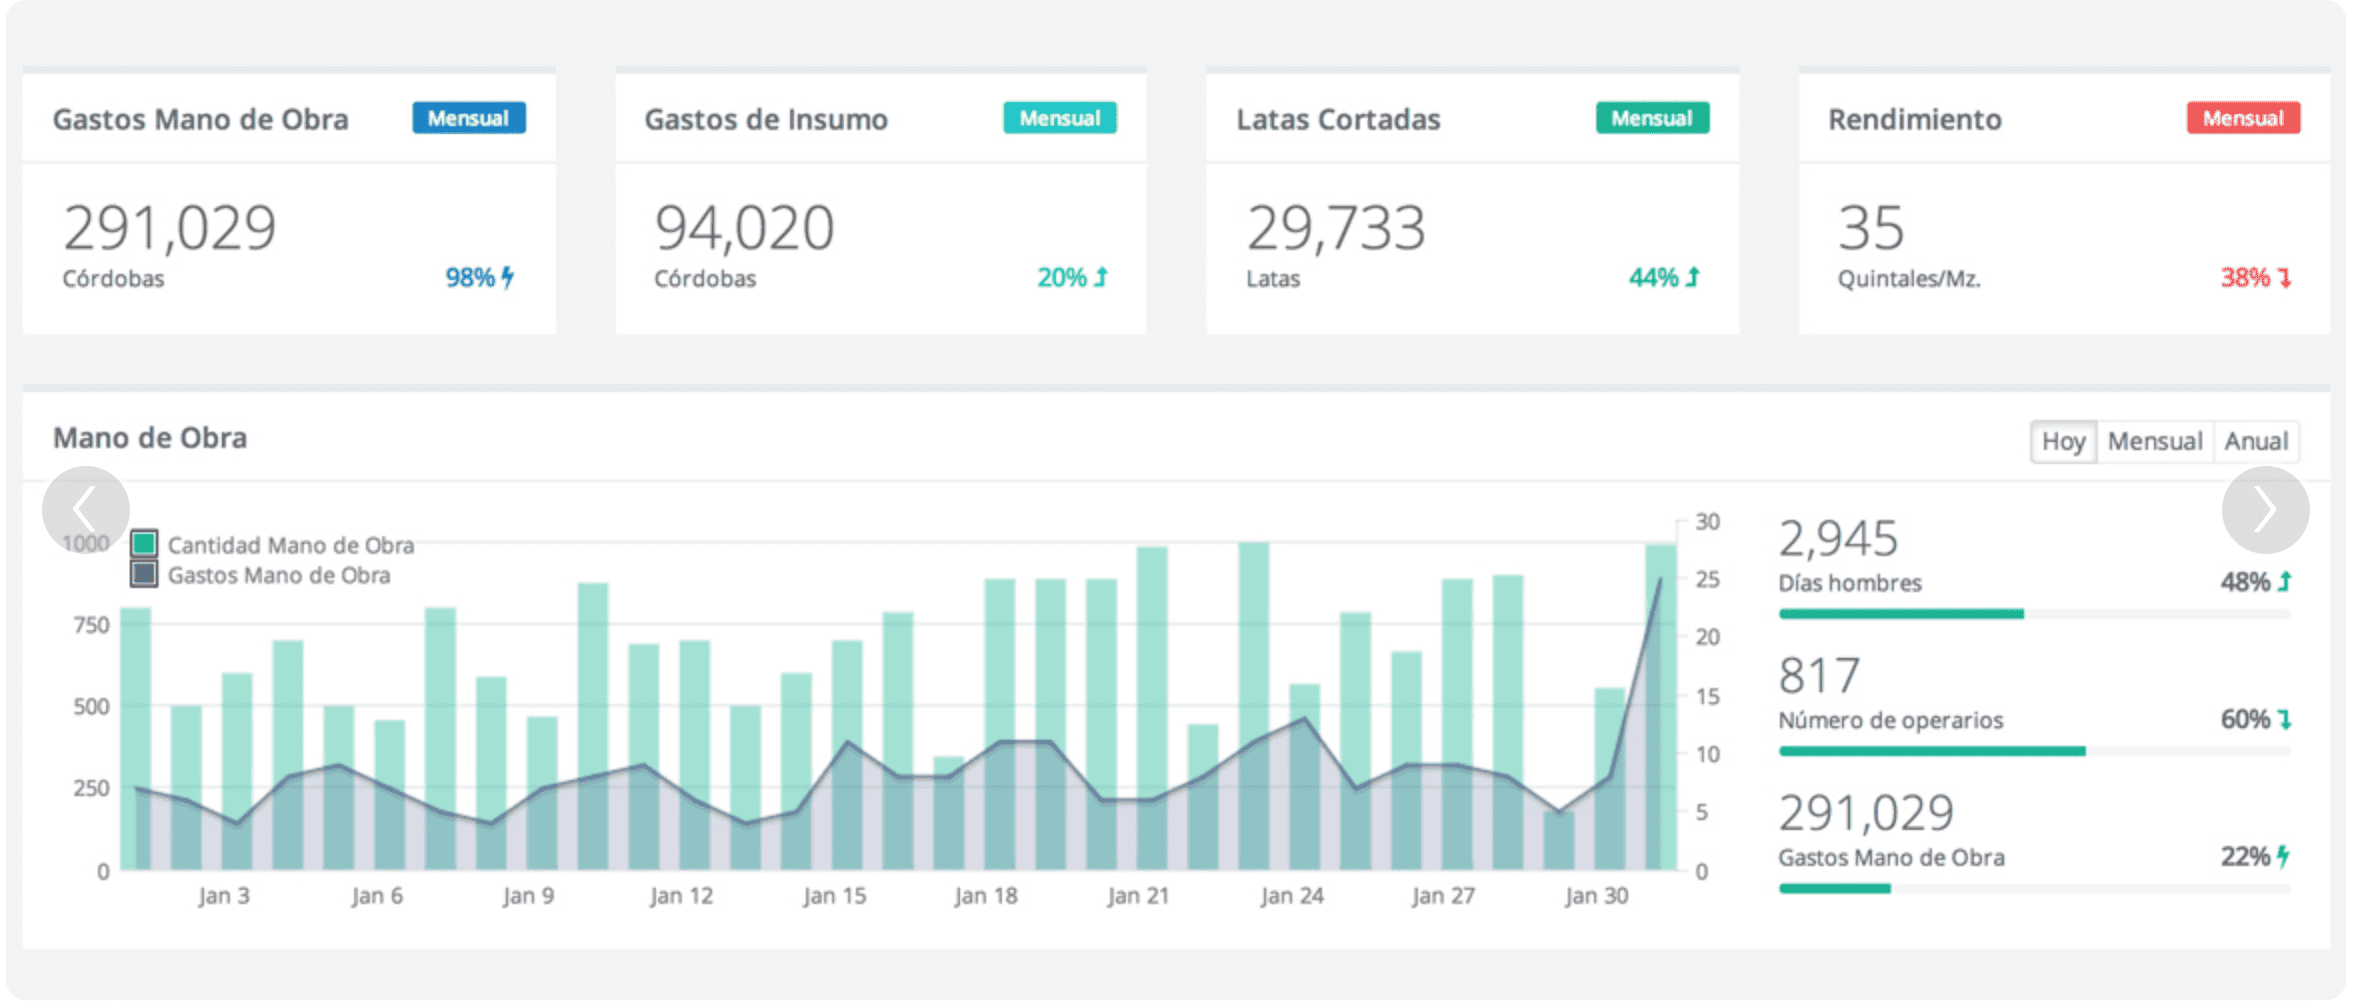 Gastos Mano de Obra Mensual
291,029
Córdobas 98%
Gastos de Insumo Mensual
94,020
Córdobas 20%
Latas Cortadas Mensual
29,733
Latas 44%
Rendimiento Mensual
35
Quintales/Mz. 38%
Mano de Obra
Hoy Mensual Anual
Cantidad Mano de Obra
Gastos Mano de Obra
1000
750
500
250
0
30
25
20
15
10
5
0
Jan 3 Jan 6 Jan 9 Jan 12 Jan 15 Jan 18 Jan 21 Jan 24 Jan 27 Jan 30
2,945
Días hombres 48%
817
Número de operarios 60%
291,029
Gastos Mano de Obra 22%